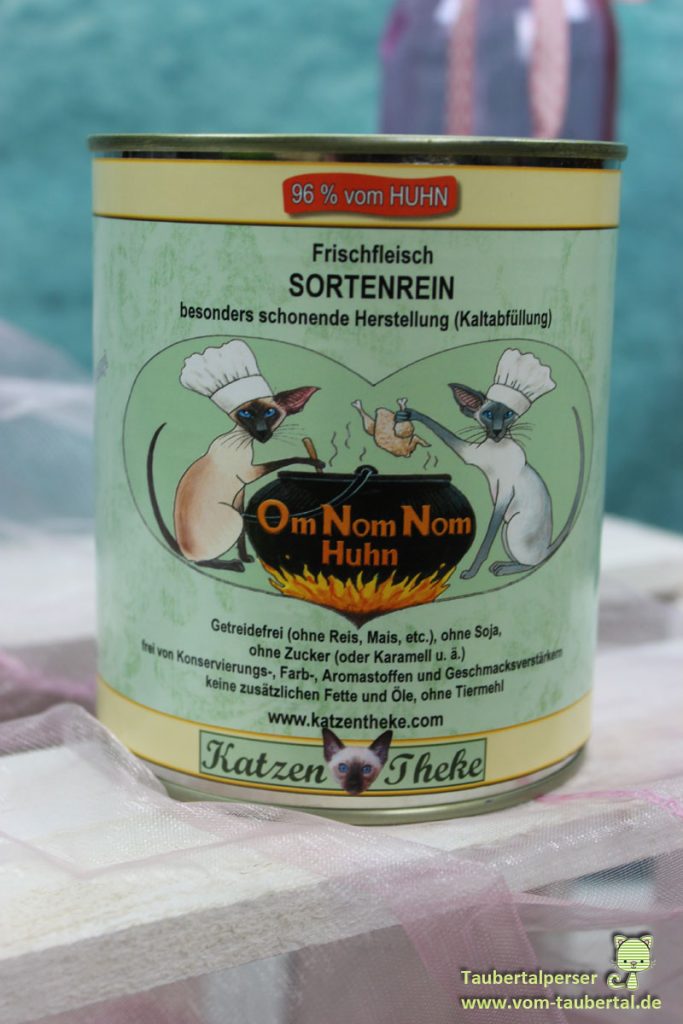 96 % vom HUHN
Frischfleisch
SORTENREIN
besonders schonende Herstellung (Kaltabfüllung)
Om Nom Nom
Huhn
Getreidefrei (ohne Reis, Mais, etc.), ohne Soja,
ohne Zucker (oder Karamell u. ä.)
frei von Konservierungs-, Farb-, Aromastoffen und Geschmacksverstärkern
keine zusätzlichen Fette und Öle, ohne Tiermehl
www.katzentheke.com
Katzen Theke
Taubertalperser
www.vom-taubertal.de